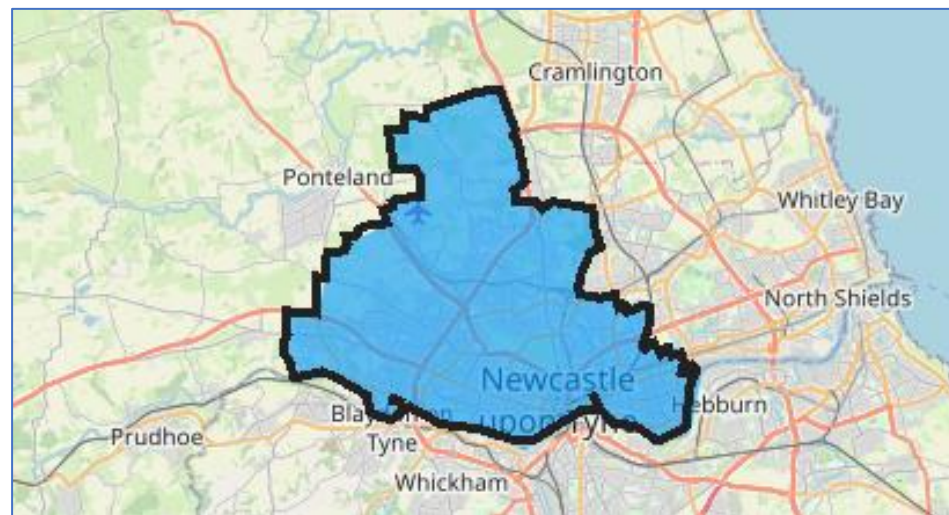 Cramlington
Ponteland
Whitley Bay
North Shields
Newcastle
upon Tyne
Hebburn
Prudhoe
Tyne
Whickham